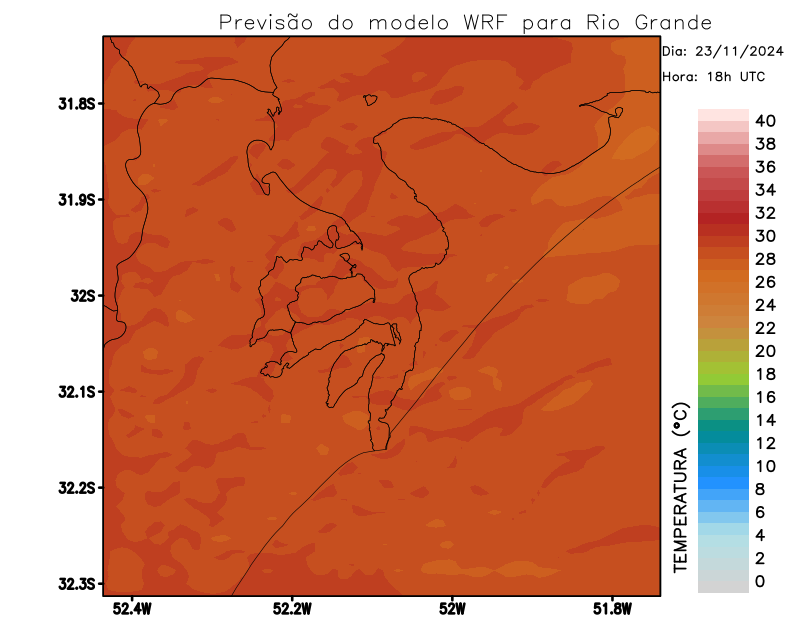 Previsão do modelo WRF para Rio Grande
Dia: 23/11/2024
Hora: 18h UTC
31.8S
31.9S
32S
32.1S
32.2S
32.3S
52.4W
52.2W
52W
51.8W
TEMPERATURA (°C)
40
38
36
34
32
30
28
26
24
22
20
18
16
14
12
10
8
6
4
2
0